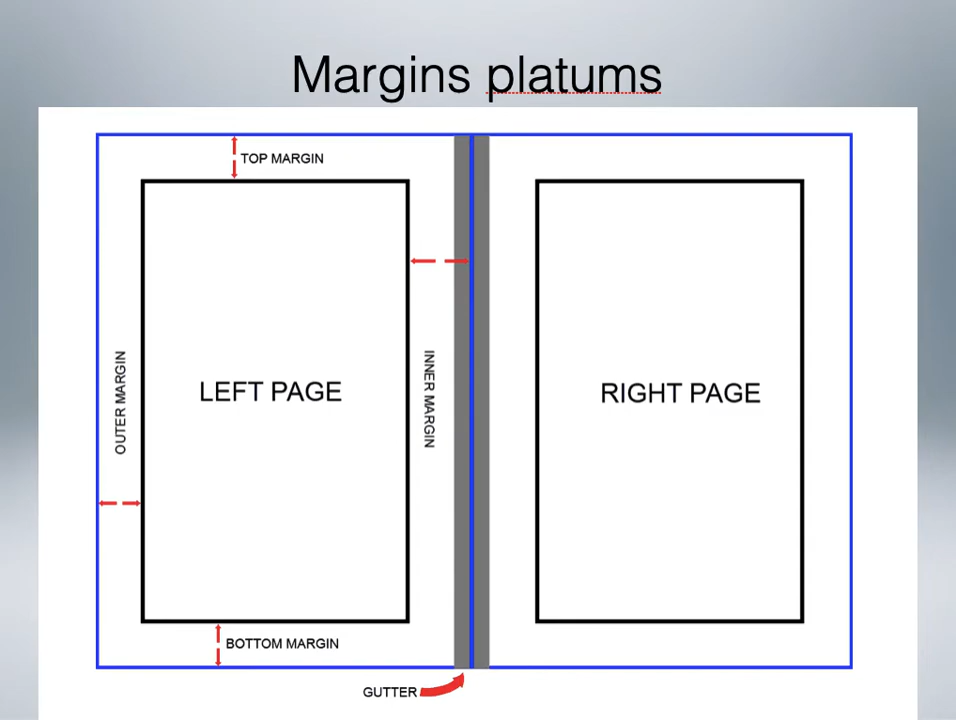 Margins platums
TOP MARGIN
OUTER MARGIN
LEFT PAGE
INNER MARGIN
RIGHT PAGE
BOTTOM MARGIN
GUTTER